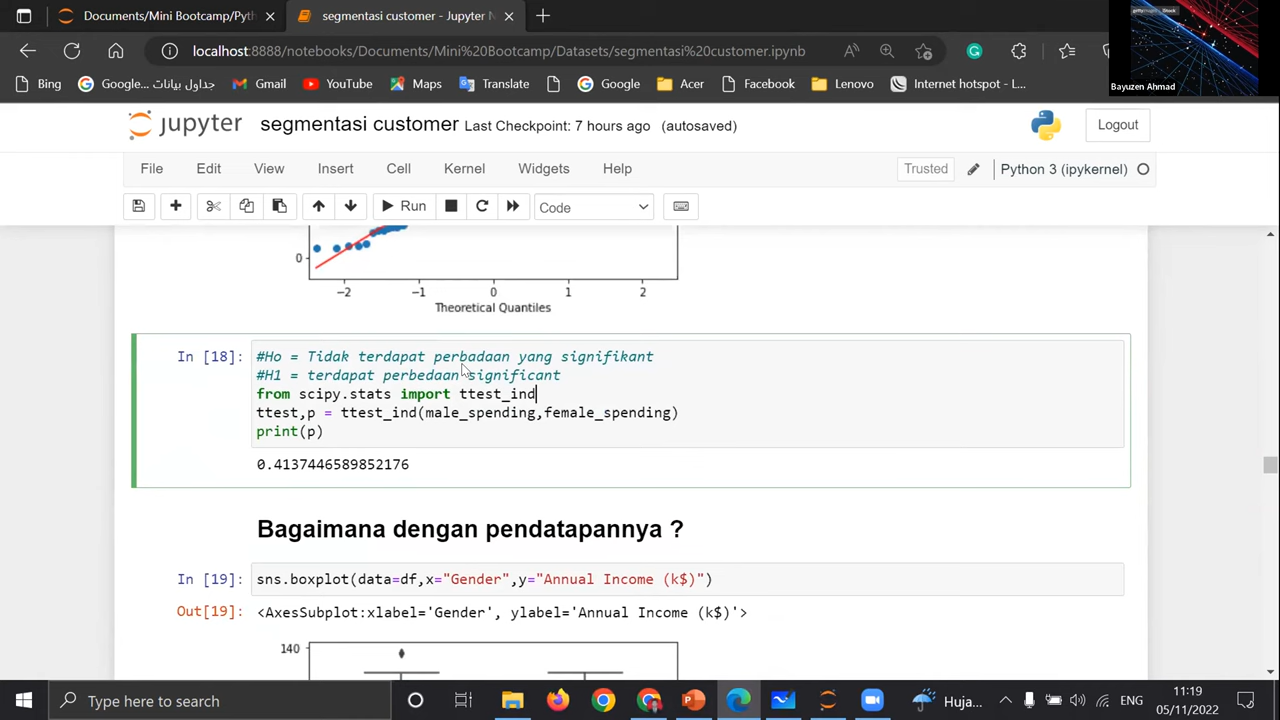 Documents/Mini Bootcamp/Pyth
segmentasi customer - Jupyter N
gettyimages iStock
localhost:8888/notebooks/Documents/Mini%20Bootcamp/Datasets/segmentasi%20customer.ipynb
Bayuzen Ahmad
Bing
Google... جداول بيانات
Gmail
YouTube
Maps
Translate
Google
Acer
Facebook
Lenovo
Internet hotspot - L...
jupyter
segmentasi customer Last Checkpoint: 7 hours ago (autosaved)
Logout
File Edit View Insert Cell Kernel Widgets Help
Trusted
Python 3 (ipykernel)
Run
Code
0
−2 −1 0 1 2
Theoretical Quantiles
In [18]:
#Ho = Tidak terdapat perbadaan yang signifikant
#H1 = terdapat perbedaan significant
from scipy.stats import ttest_ind
ttest,p = ttest_ind(male_spending,female_spending)
print(p)
0.4137446589852176
Bagaimana dengan pendatapannya ?
In [19]: sns.boxplot(data=df,x="Gender",y="Annual Income (k$)")
Out[19]: <AxesSubplot:xlabel='Gender', ylabel='Annual Income (k$)'>
140
Type here to search
Huja...
ENG
11:19
05/11/2022